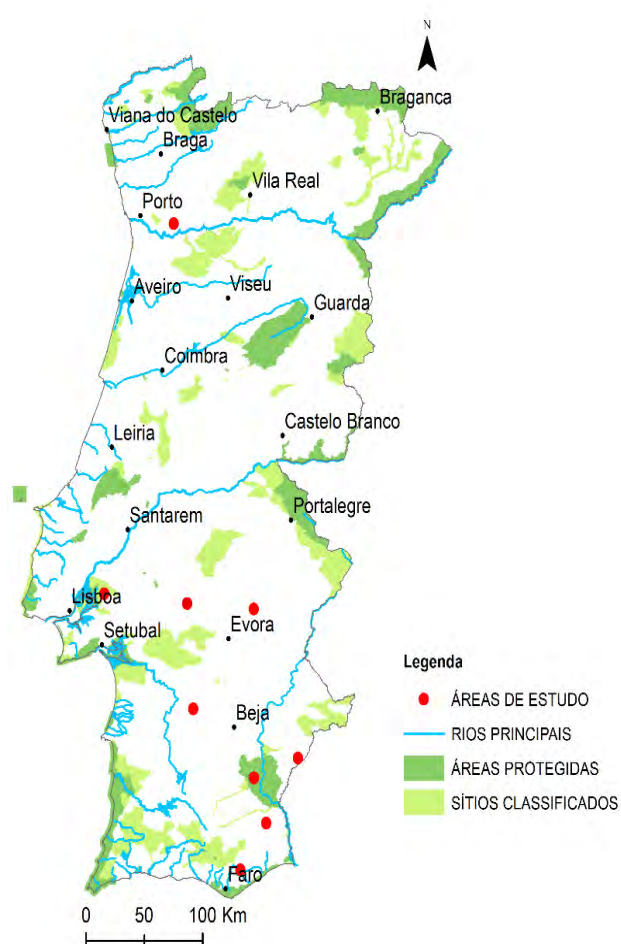 N
Braganca
Viana do Castelo
Braga
Vila Real
Porto
Aveiro
Viseu
Guarda
Coimbra
Castelo Branco
Leiria
Portalegre
Santarem
Lisboa
Evora
Setubal
Legenda
ÁREAS DE ESTUDO
Beja
RIOS PRINCIPAIS
ÁREAS PROTEGIDAS
SÍTIOS CLASSIFICADOS
Faro
0 50 100 Km